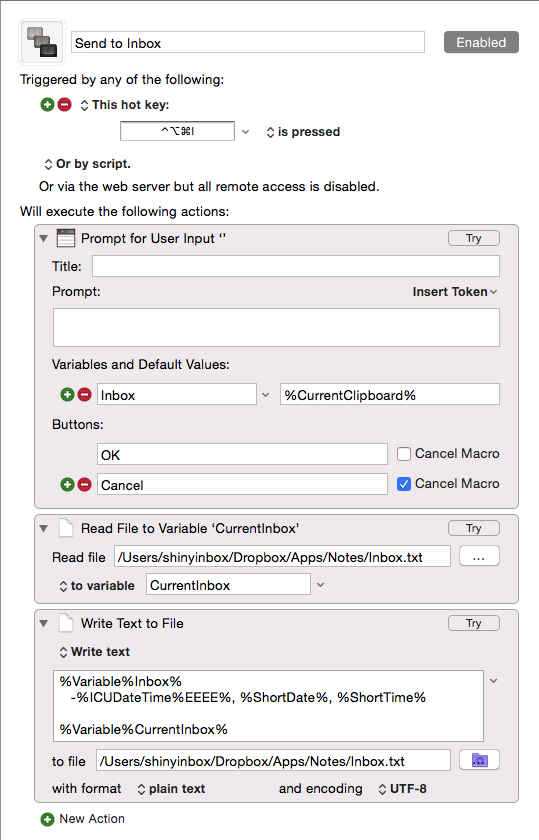 Send to Inbox
Enabled
Triggered by any of the following:
This hot key:
^⌥⌘I
is pressed
Or by script.
Or via the web server but all remote access is disabled.
Will execute the following actions:
Prompt for User Input ‘’
Try
Title:
Prompt:
Insert Token
Variables and Default Values:
Inbox
%CurrentClipboard%
Buttons:
OK
Cancel Macro
Cancel
Cancel Macro
Read File to Variable ‘CurrentInbox’
Try
Read file
/Users/shinyinbox/Dropbox/Apps/Notes/Inbox.txt
...
to variable
CurrentInbox
Write Text to File
Try
Write text
%Variable%Inbox%
-%ICUDateTime%EEEE%, %ShortDate%, %ShortTime%
%Variable%CurrentInbox%
to file
/Users/shinyinbox/Dropbox/Apps/Notes/Inbox.txt
with format
plain text
and encoding
UTF-8
New Action